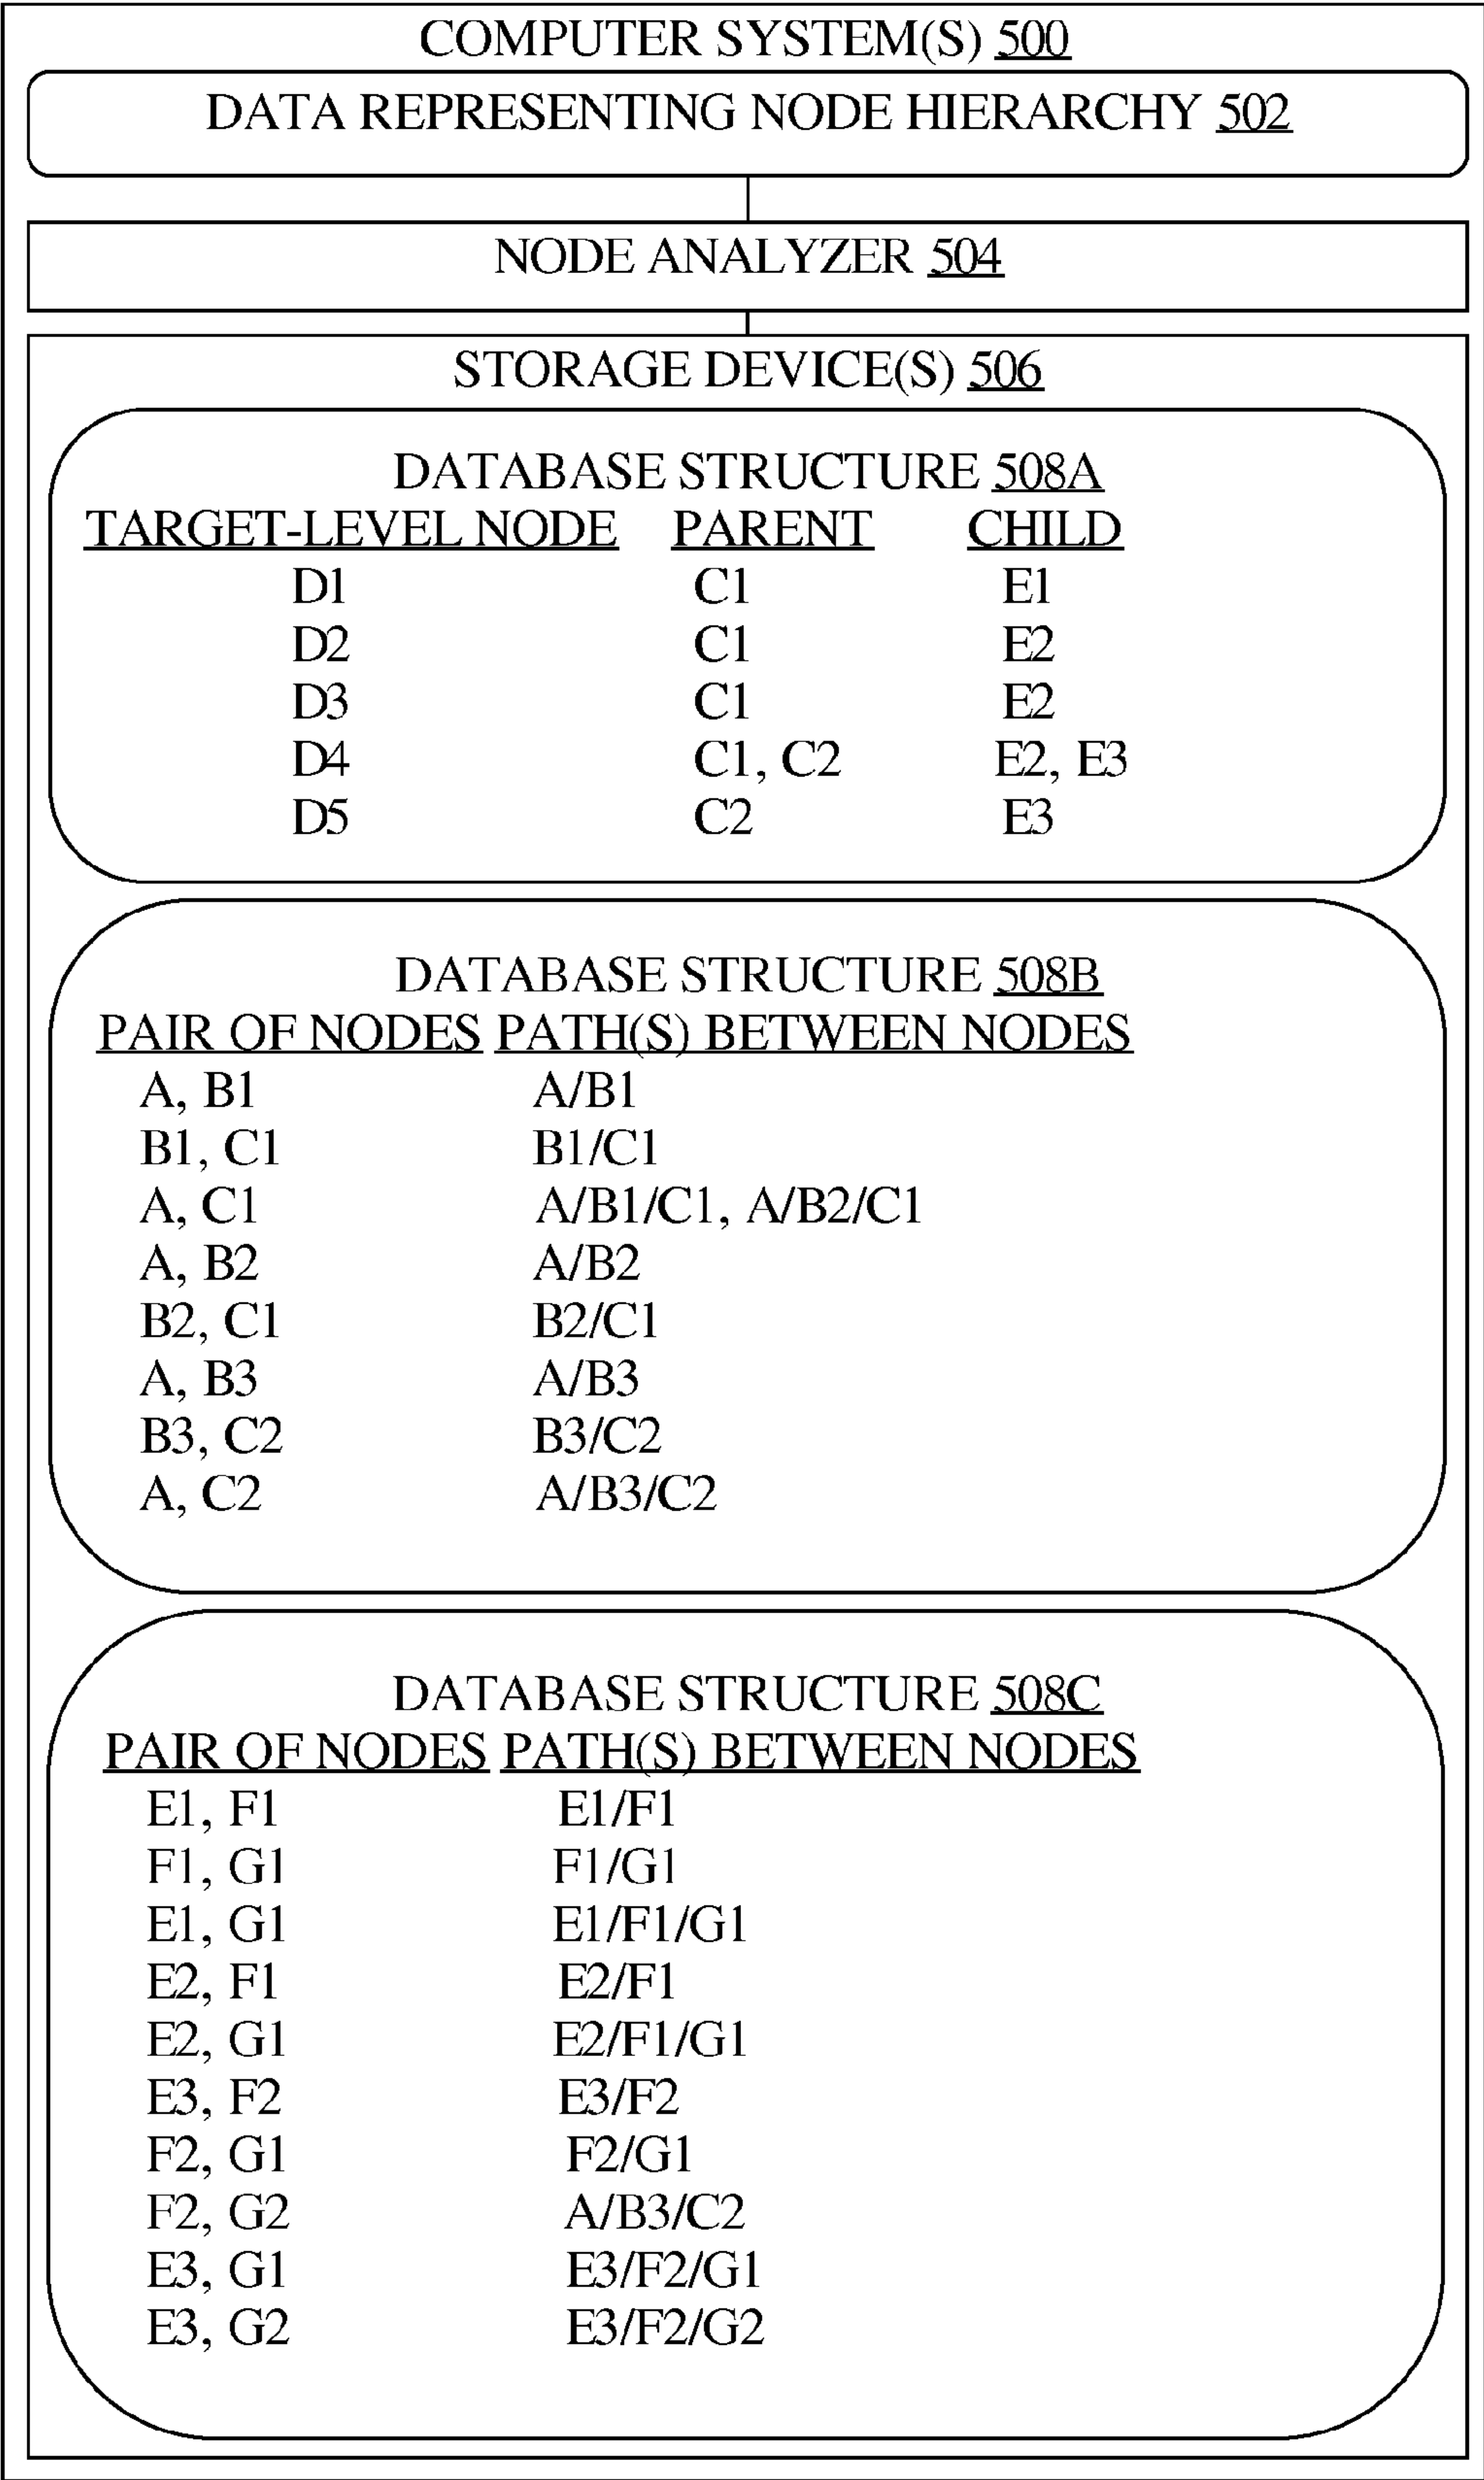 COMPUTER SYSTEM(S) 500
DATA REPRESENTING NODE HIERARCHY 502
NODE ANALYZER 504
STORAGE DEVICE(S) 506
DATABASE STRUCTURE 508A
TARGET-LEVEL NODE PARENT CHILD
D1 C1 E1
D2 C1 E2
D3 C1 E2
D4 C1, C2 E2, E3
D5 C2 E3
DATABASE STRUCTURE 508B
PAIR OF NODES PATH(S) BETWEEN NODES
A, B1 A/B1
B1, C1 B1/C1
A, C1 A/B1/C1, A/B2/C1
A, B2 A/B2
B2, C1 B2/C1
A, B3 A/B3
B3, C2 B3/C2
A, C2 A/B3/C2
DATABASE STRUCTURE 508C
PAIR OF NODES PATH(S) BETWEEN NODES
E1, F1 E1/F1
F1, G1 F1/G1
E1, G1 E1/F1/G1
E2, F1 E2/F1
E2, G1 E2/F1/G1
E3, F2 E3/F2
F2, G1 F2/G1
F2, G2 A/B3/C2
E3, G1 E3/F2/G1
E3, G2 E3/F2/G2